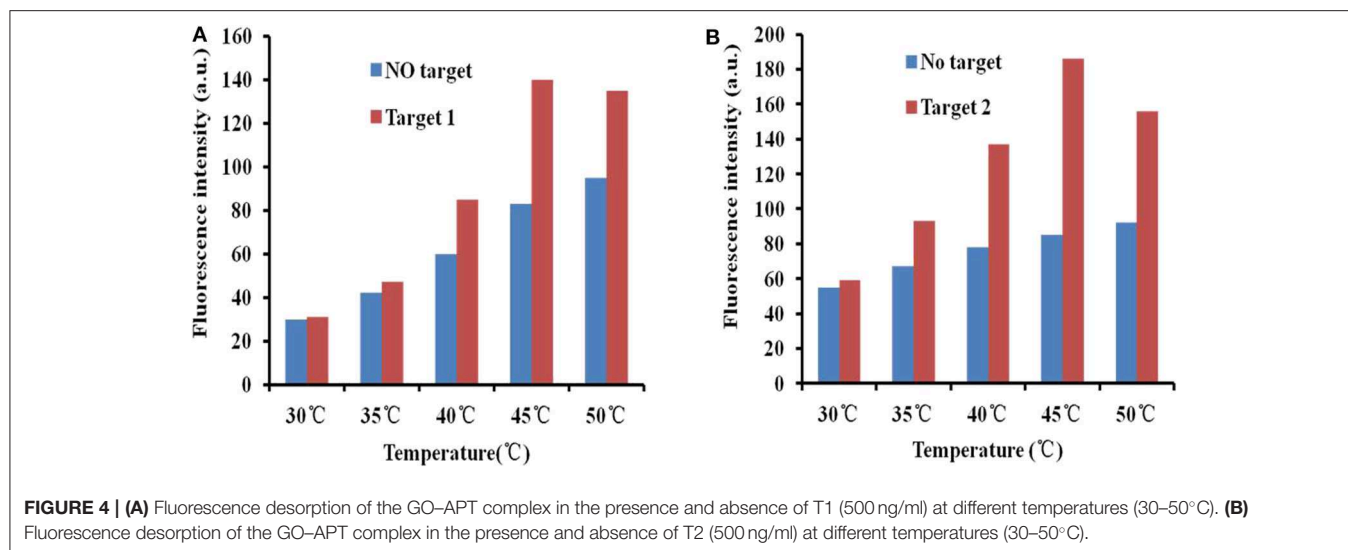 A
Fluorescence intensity (a.u.)
160
140
120
100
80
60
40
20
0
NO target
Target 1
30℃ 35℃ 40℃ 45℃ 50℃
Temperature(℃)
B
Fluorescence intensity (a.u.)
200
180
160
140
120
100
80
60
40
20
0
No target
Target 2
30℃ 35℃ 40℃ 45℃ 50℃
Temperature (℃)
FIGURE 4 | (A) Fluorescence desorption of the GO–APT complex in the presence and absence of T1 (500 ng/ml) at different temperatures (30–50°C). (B)
Fluorescence desorption of the GO–APT complex in the presence and absence of T2 (500 ng/ml) at different temperatures (30–50°C).